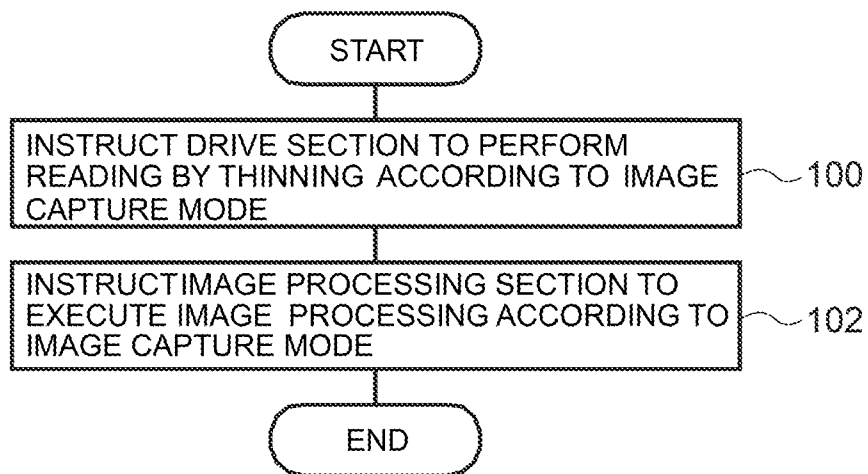 START
INSTRUCT DRIVE SECTION TO PERFORM
READING BY THINNING ACCORDING TO IMAGE
CAPTURE MODE
100
INSTRUCTIMAGE PROCESSING SECTION TO
EXECUTE IMAGE PROCESSING ACCORDING TO
IMAGE CAPTURE MODE
102
END